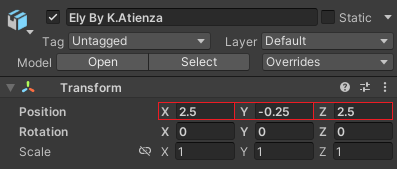 Ely By K.Atienza Static
Tag Untagged Layer Default
Model Open Select Overrides
Transform
Position X 2.5 Y -0.25 Z 2.5
Rotation X 0 Y 0 Z 0
Scale X 1 Y 1 Z 1